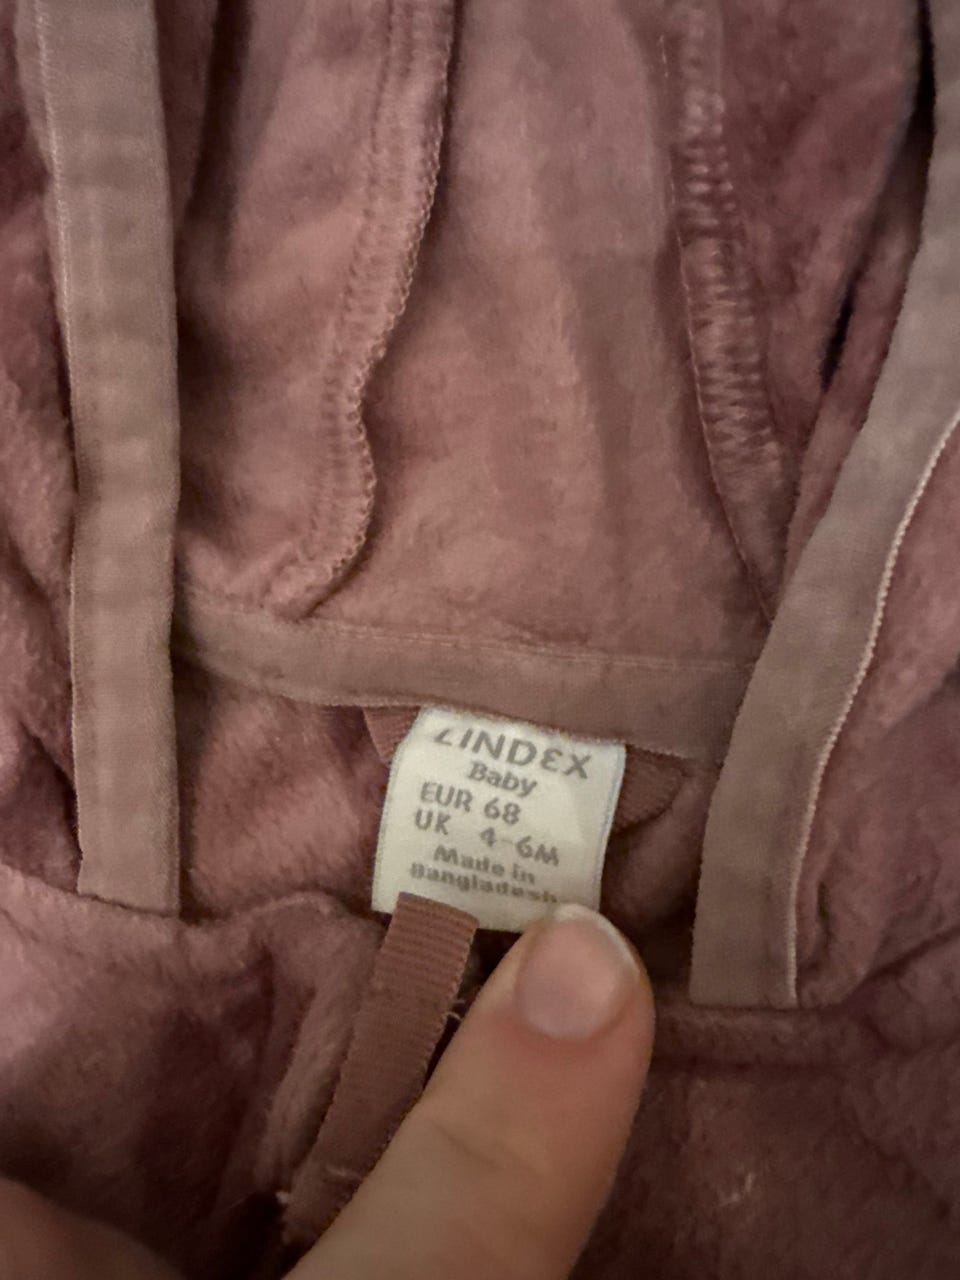 LINDEX
Baby
EUR 68
UK 4-6M
Made in
Bangladesh